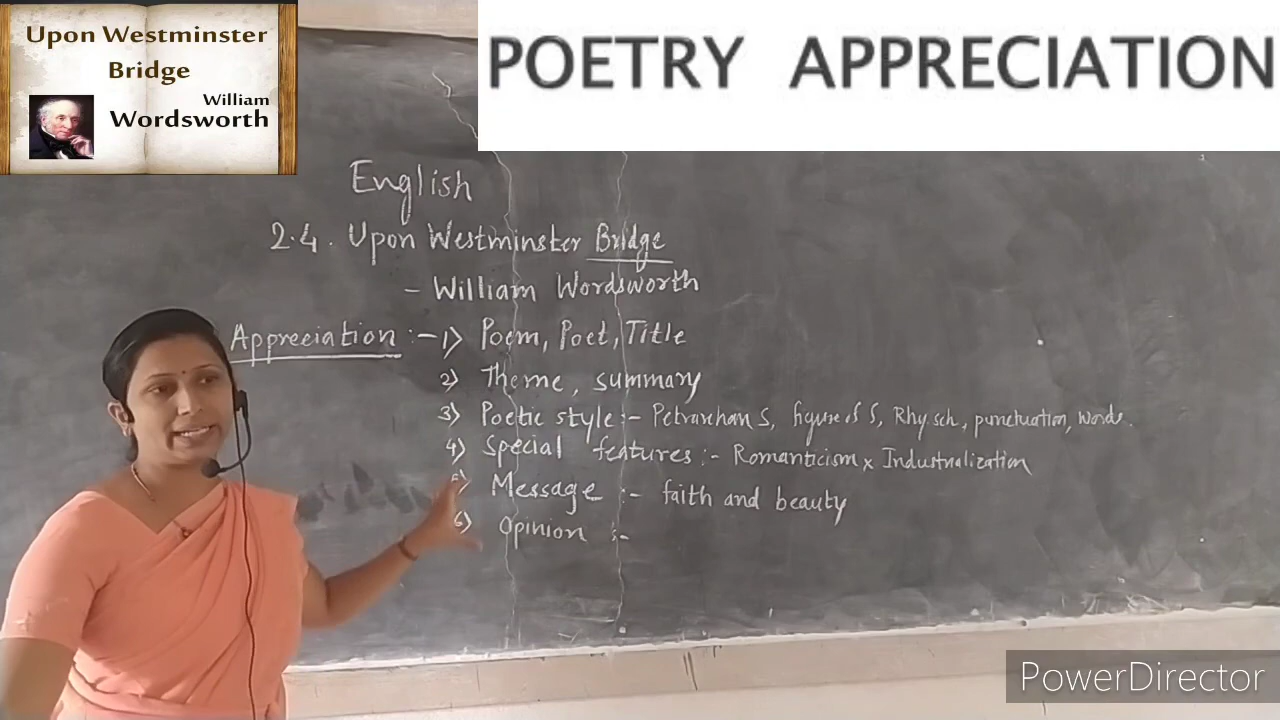 Upon Westminster
Bridge
William
Wordsworth
POETRY APPRECIATION
English
2.4. Upon Westminster Bridge
- William Wordsworth
Appreciation :- 1) Poem, Poet, Title
2) Theme, summary
3) Poetic style :- Petrarchan S, figure of S, Rhy. sch, punctuation, words.
4) Special features :- Romanticism x Industrialization
5) Message :- faith and beauty
6) Opinion :-
PowerDirector